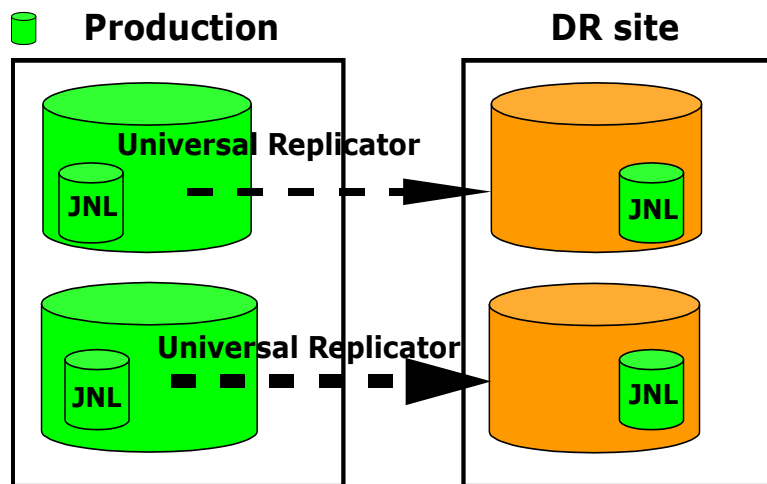 Production
DR site
Universal Replicator
JNL
JNL
Universal Replicator
JNL
JNL